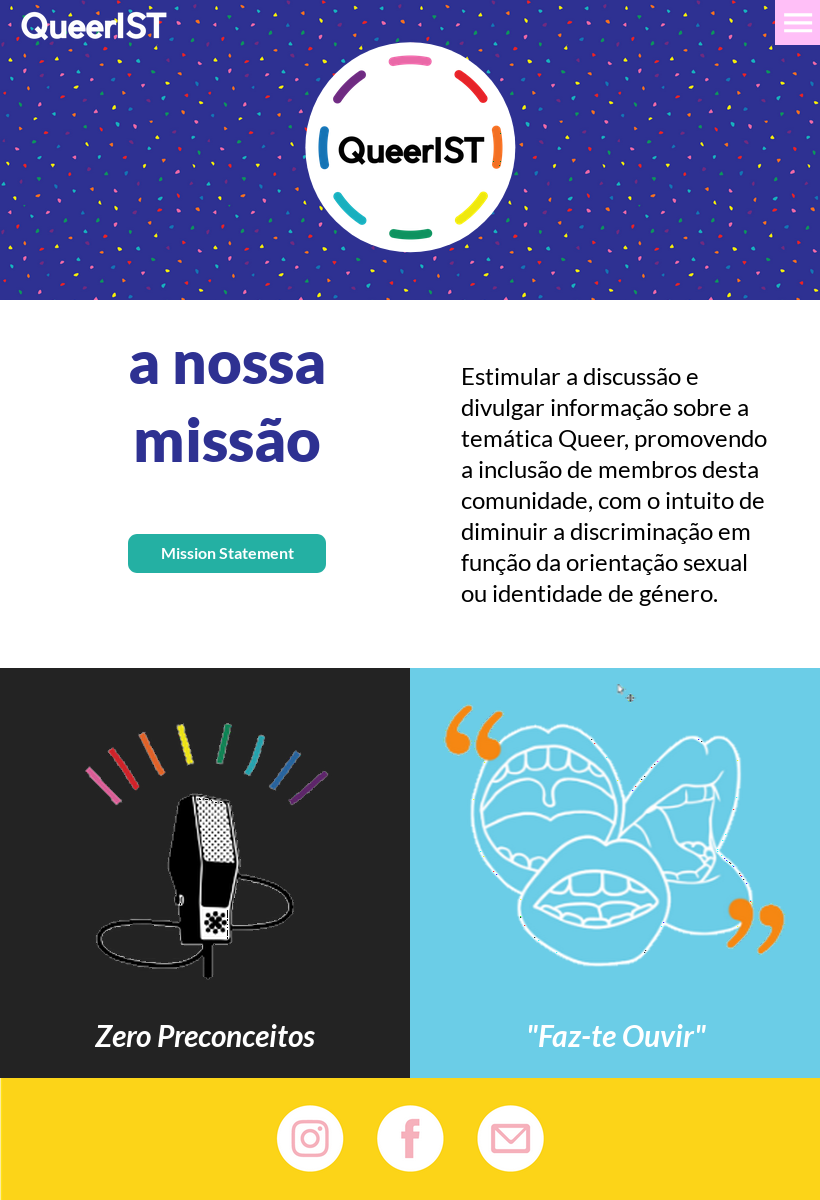 QueerIST
QueerIST
a nossa
missão
Mission Statement
Estimular a discussão e
divulgar informação sobre a
temática Queer, promovendo
a inclusão de membros desta
comunidade, com o intuito de
diminuir a discriminação em
função da orientação sexual
ou identidade de género.
Zero Preconceitos
"Faz-te Ouvir"